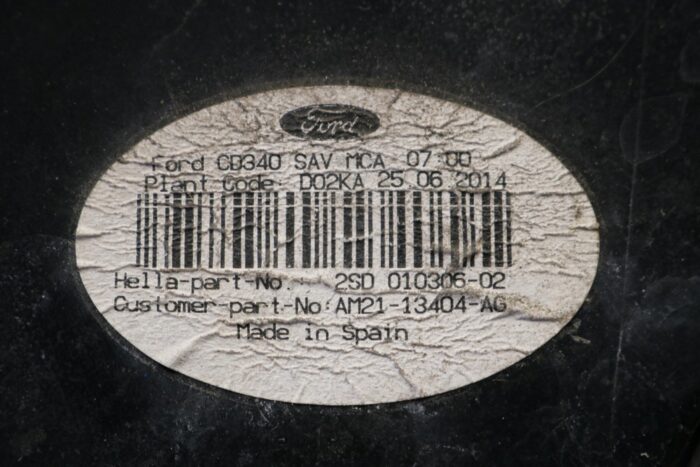 Ford
Ford CD340 SAV MCA 07:00
Plant Code D02KA 25.06.2014
Hella-part-No.: 2SD 010306-02
Customer-part-No:AM21-13404-AG
Made in Spain